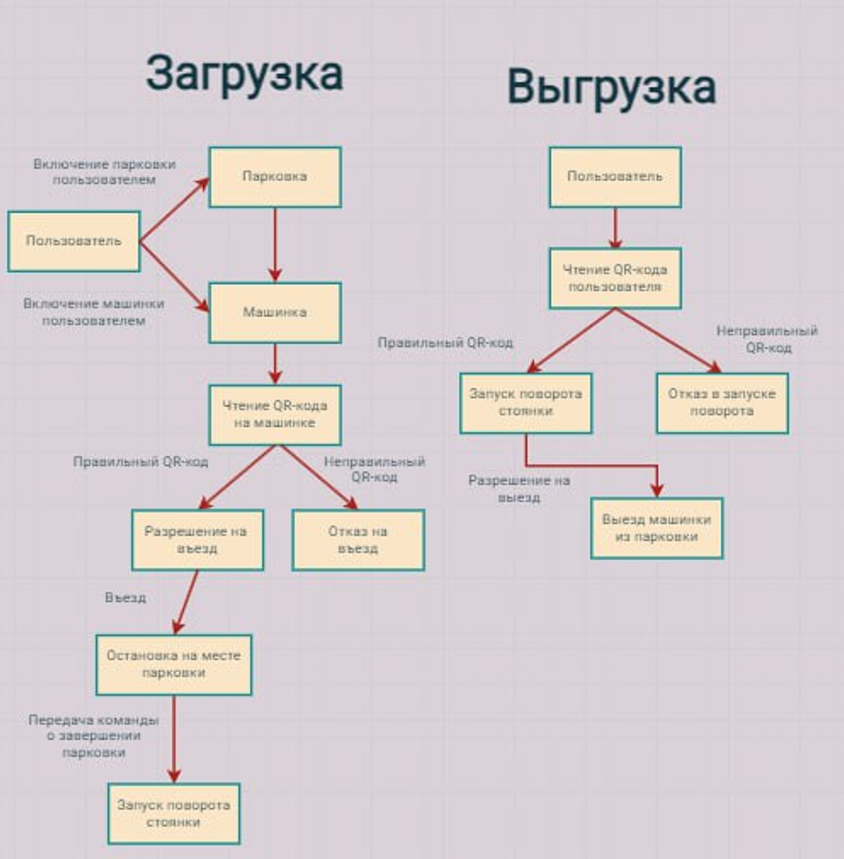 Загрузка
Включение парковки
пользователем
Парковка
Пользователь
Включение машинки
пользователем
Машинка
Чтение QR-кода
на машинке
Правильный QR-код
Неправильный
QR-код
Разрешение на
въезд
Отказ на
въезд
Въезд
Остановка на месте
парковки
Передача команды
о завершении
парковки
Запуск поворота
стоянки
Выгрузка
Пользователь
Чтение QR-кода
пользователя
Правильный QR-код
Неправильный
QR-код
Запуск поворота
стоянки
Отказ в запуске
поворота
Разрешение на
выезд
Выезд машинки
из парковки